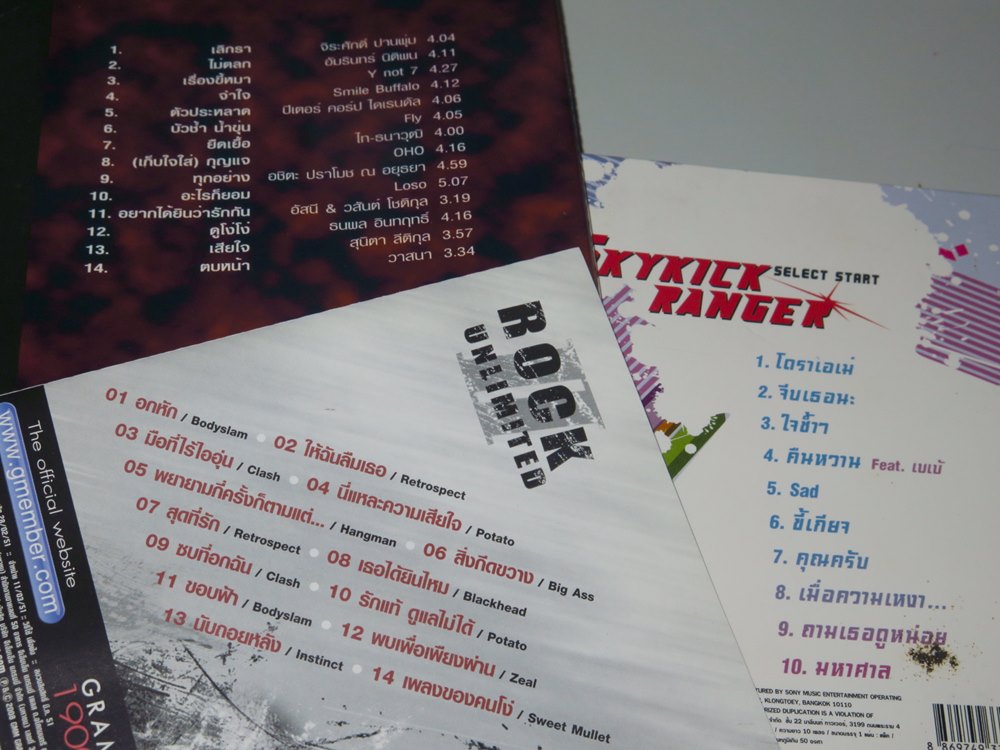 1. เลิกรา จิระศักดิ์ ปานพุ่ม 4.04
2. ไม่ตลก อัมรินทร์ นิติพน 4.11
3. เรื่องขี้หมา Y not 7 4.27
4. จำใจ Smile Buffalo 4.12
5. ตัวประหลาด ปีเตอร์ คอร์ป ไดเรนดัล 4.06
6. บัวช้ำ น้ำขุ่น Fly 4.05
7. ยืดเยื้อ ไท-ธนาวุฒิ 4.00
8. (เก็บใจใส่) กุญแจ OHO 4.16
9. ทุกอย่าง อชิตะ ปราโมช ณ อยุธยา 4.59
10. อะไรก็ยอม Loso 5.07
11. อยากได้ยินว่ารักกัน อัสนี & วสันต์ โชติกุล 3.19
12. ดูโง่โง่ ธนพล อินทฤทธิ์ 4.16
13. เสียใจ สุนิตา ลีติกุล 3.57
14. ตบหน้า วาสนา 3.34
ROCK
UNLIMITED
01 อกหัก / Bodyslam 02 ให้ฉันลืมเธอ / Retrospect
03 มือที่ไร้ไออุ่น / Clash 04 นี่แหละความเสียใจ / Potato
05 พยายามกี่ครั้งก็ตามแต่... / Hangman 06 สิ่งกีดขวาง / Big Ass
07 สุดที่รัก / Retrospect 08 เธอได้ยินไหม / Blackhead
09 ซบที่อกฉัน / Clash 10 รักแท้ ดูแลไม่ได้ / Potato
11 ขอบฟ้า / Bodyslam 12 พบเพื่อเพียงผ่าน / Zeal
13 นับถอยหลัง / Instinct 14 เพลงของคนโง่ / Sweet Mullet
The official website
www.gmember.com
SKYKICK
RANGER
SELECT START
1. โดราเอเม่
2. จีบเธอนะ
3. ใจช้ำๆ
4. คืนหวาน Feat. เบเบ้
5. Sad
6. ขี้เกียจ
7. คุณครับ
8. เมื่อความเหงา...
9. ถามเธอดูหน่อย
10. มหาศาล
TURED BY SONY MUSIC ENTERTAINMENT OPERATING
, KLONGTOEY, BANGKOK 10110
RIZED DUPLICATION IS A VIOLATION OF